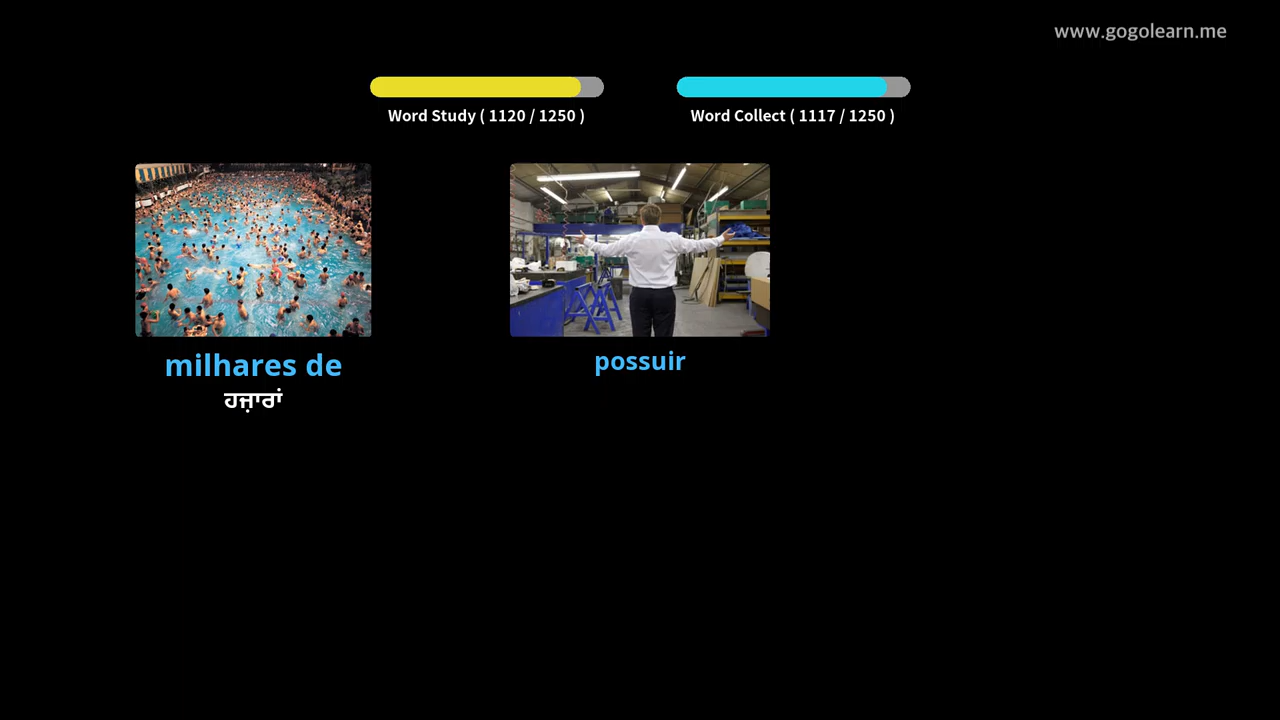 www.gogolearn.me
Word Study ( 1120 / 1250 )
Word Collect ( 1117 / 1250 )
milhares de
ਹਜ਼ਾਰਾਂ
possuir